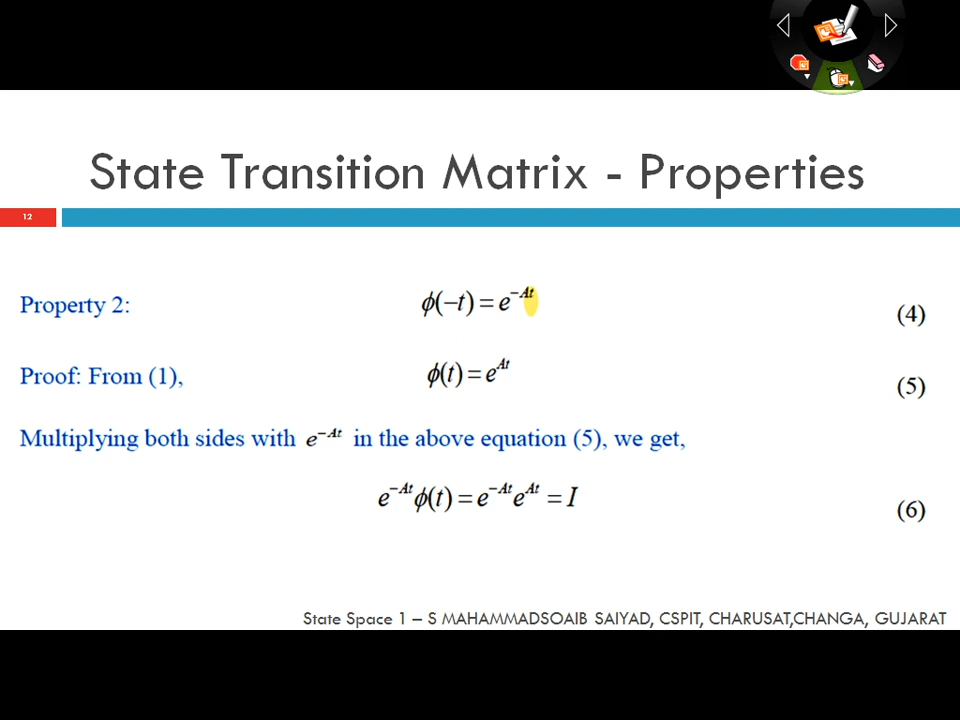 State Transition Matrix - Properties
12
Property 2: ϕ(−t) = e^{−At} (4)
Proof: From (1), ϕ(t) = e^{At} (5)
Multiplying both sides with e^{−At} in the above equation (5), we get,
e^{−At}ϕ(t) = e^{−At}e^{At} = I (6)
State Space 1 – S MAHAMMADSOAIB SAIYAD, CSPIT, CHARUSAT,CHANGA, GUJARAT